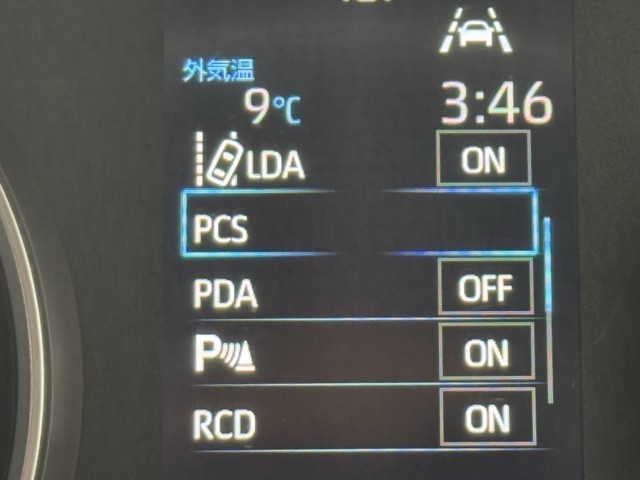 外気温
9℃ 3:46
LDA ON
PCS
PDA OFF
P ON
RCD ON